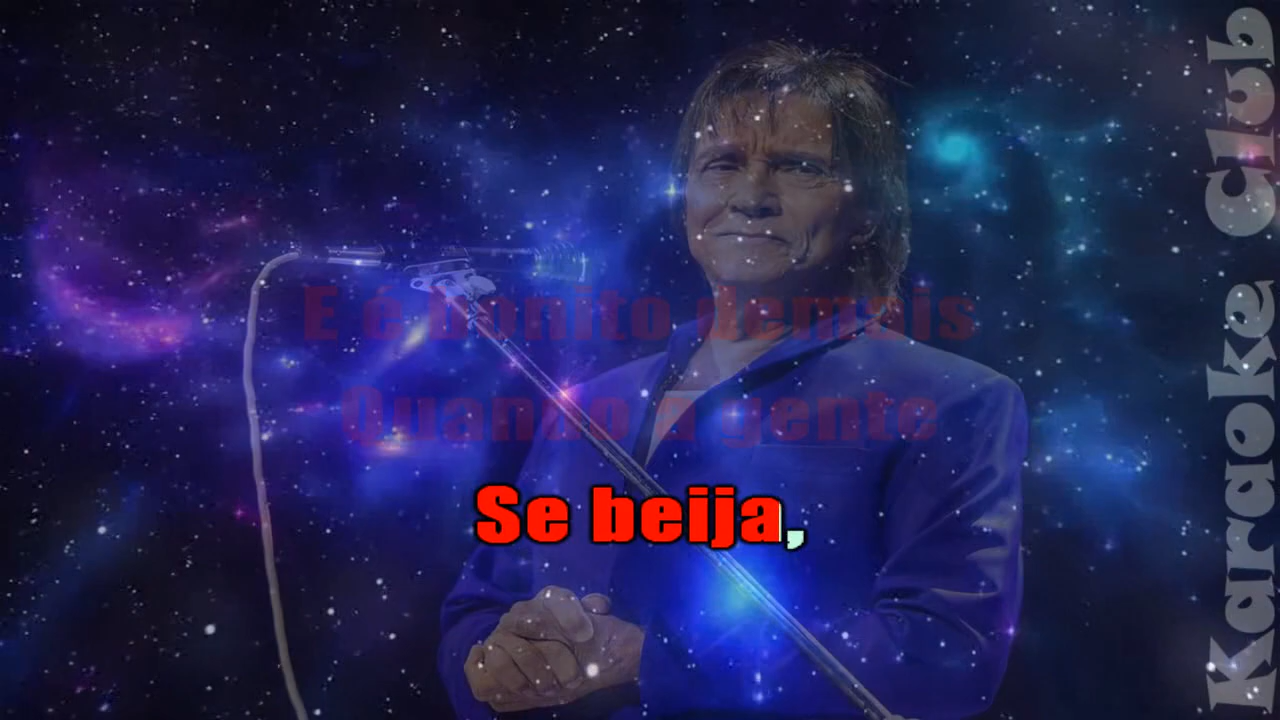 E é bonito demais
Quando a gente
Se beija,
Karaoke Club